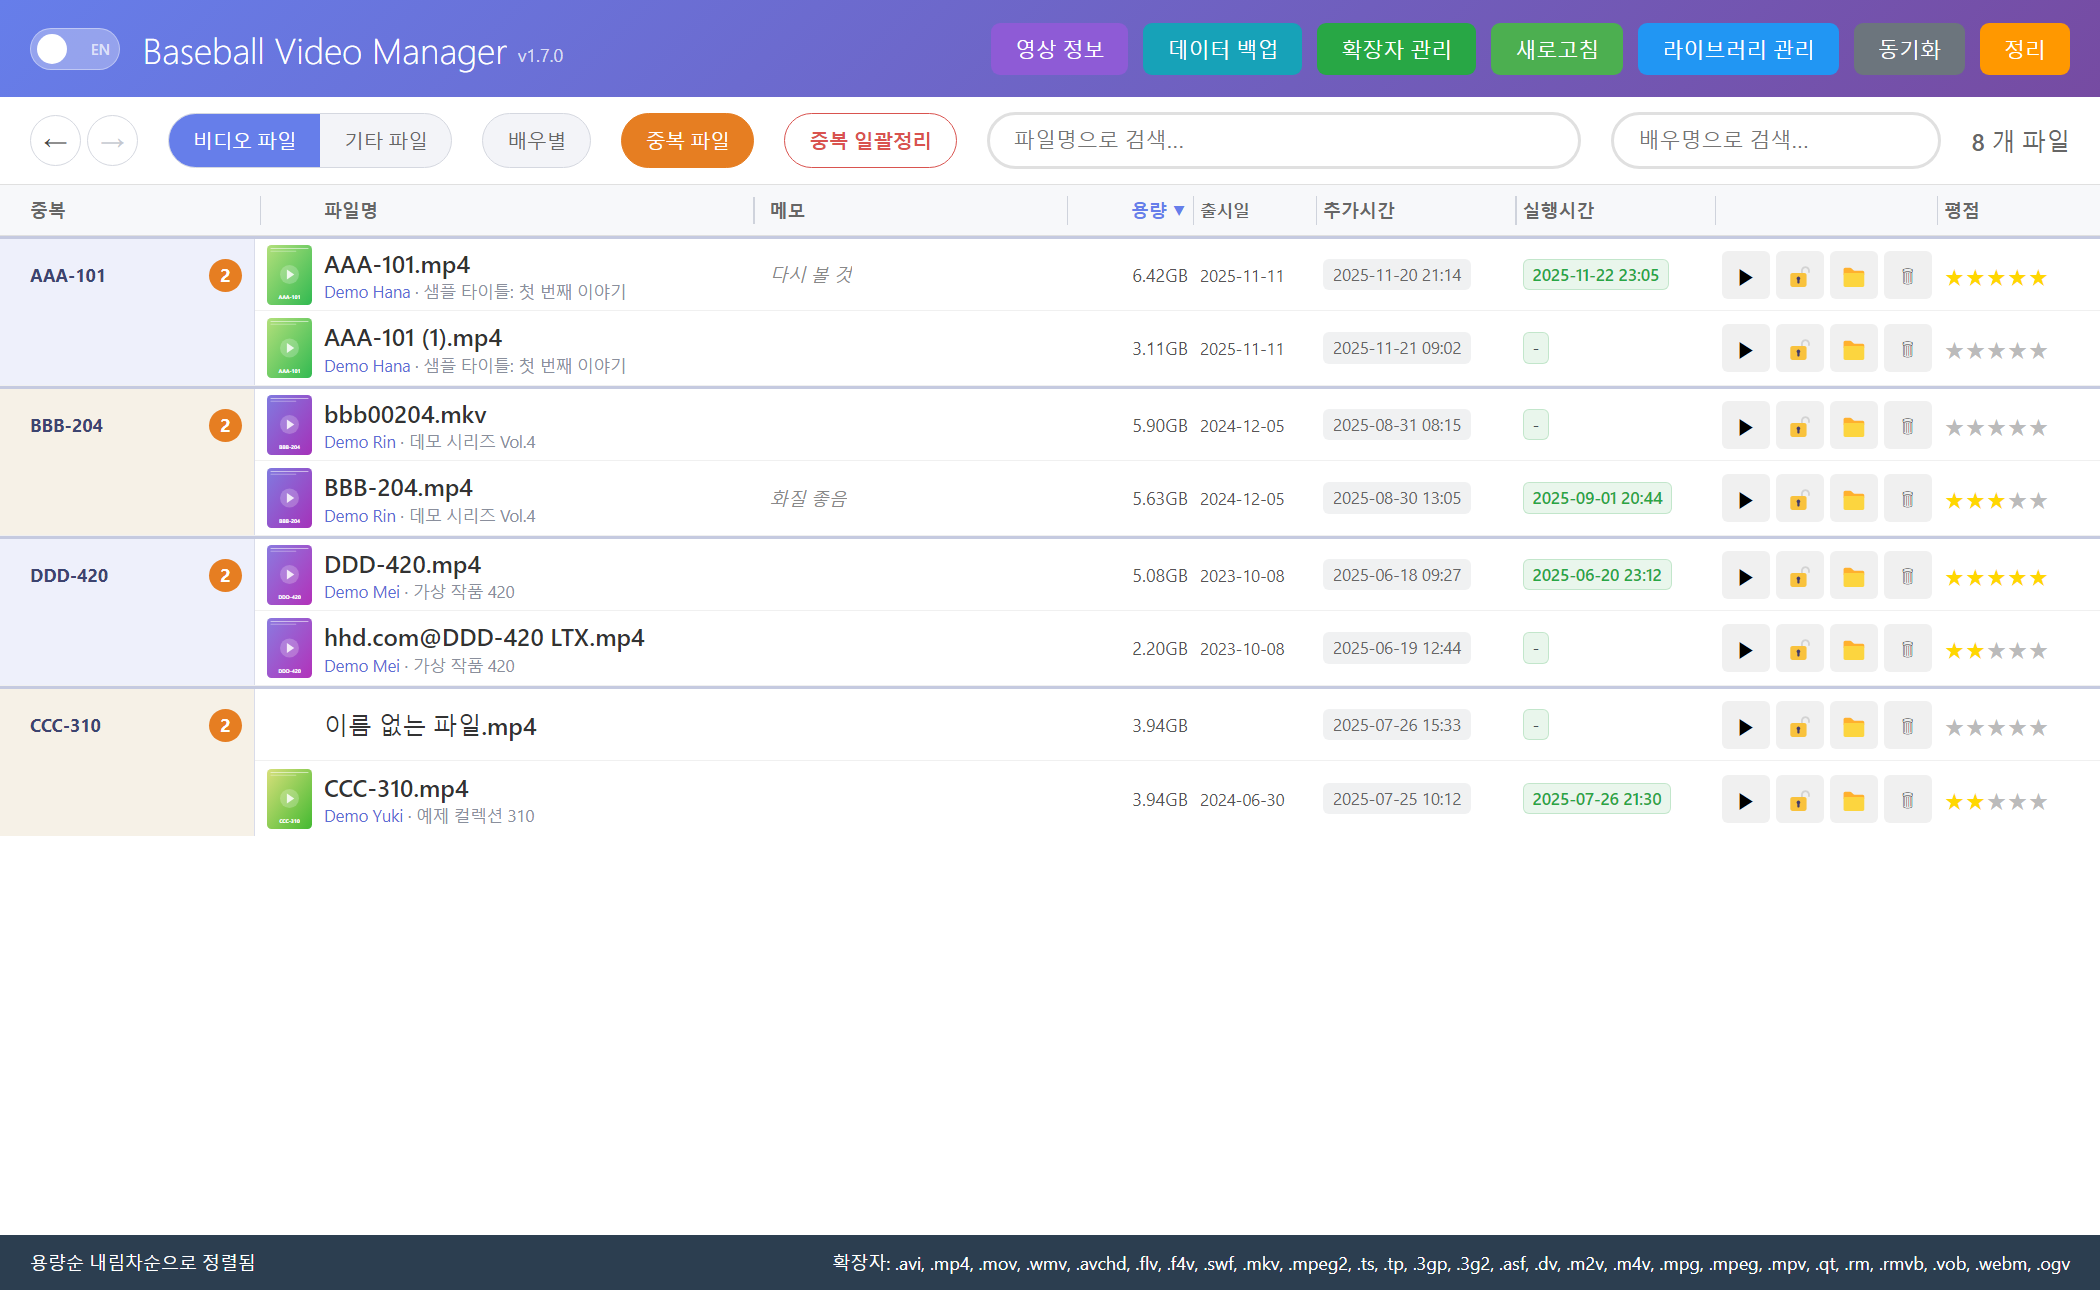 EN Baseball Video Manager v1.7.0 영상 정보 데이터 백업 확장자 관리 새로고침 라이브러리 관리 동기화 정리
← → 비디오 파일 기타 파일 배우별 중복 파일 중복 일괄정리 파일명으로 검색... 배우명으로 검색... 8 개 파일
중복 파일명 메모 용량 ▼ 출시일 추가시간 실행시간 평점
AAA-101 2 AAA-101.mp4 다시 볼 것 6.42GB 2025-11-11 2025-11-20 21:14 2025-11-22 23:05
Demo Hana · 샘플 타이틀: 첫 번째 이야기
AAA-101
AAA-101 (1).mp4 3.11GB 2025-11-11 2025-11-21 09:02 -
Demo Hana · 샘플 타이틀: 첫 번째 이야기
AAA-101
BBB-204 2 bbb00204.mkv 5.90GB 2024-12-05 2025-08-31 08:15 -
Demo Rin · 데모 시리즈 Vol.4
BBB-204
BBB-204.mp4 화질 좋음 5.63GB 2024-12-05 2025-08-30 13:05 2025-09-01 20:44
Demo Rin · 데모 시리즈 Vol.4
BBB-204
DDD-420 2 DDD-420.mp4 5.08GB 2023-10-08 2025-06-18 09:27 2025-06-20 23:12
Demo Mei · 가상 작품 420
DDD-420
hhd.com@DDD-420 LTX.mp4 2.20GB 2023-10-08 2025-06-19 12:44 -
Demo Mei · 가상 작품 420
DDD-420
CCC-310 2 이름 없는 파일.mp4 3.94GB 2025-07-26 15:33 -
CCC-310.mp4 3.94GB 2024-06-30 2025-07-25 10:12 2025-07-26 21:30
Demo Yuki · 예제 컬렉션 310
CCC-310
용량순 내림차순으로 정렬됨 확장자: .avi, .mp4, .mov, .wmv, .avchd, .flv, .f4v, .swf, .mkv, .mpeg2, .ts, .tp, .3gp, .3g2, .asf, .dv, .m2v, .m4v, .mpg, .mpeg, .mpv, .qt, .rm, .rmvb, .vob, .webm, .ogv